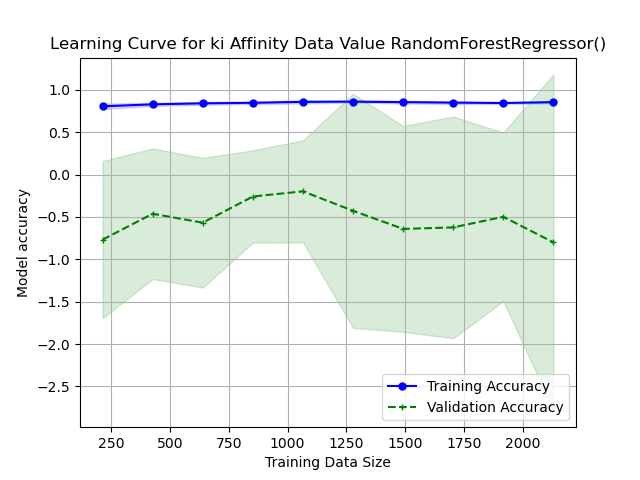 Learning Curve for ki Affinity Data Value RandomForestRegressor()
Model accuracy
1.0
0.5
0.0
−0.5
−1.0
−1.5
−2.0
−2.5
Training Accuracy
Validation Accuracy
250 500 750 1000 1250 1500 1750 2000
Training Data Size